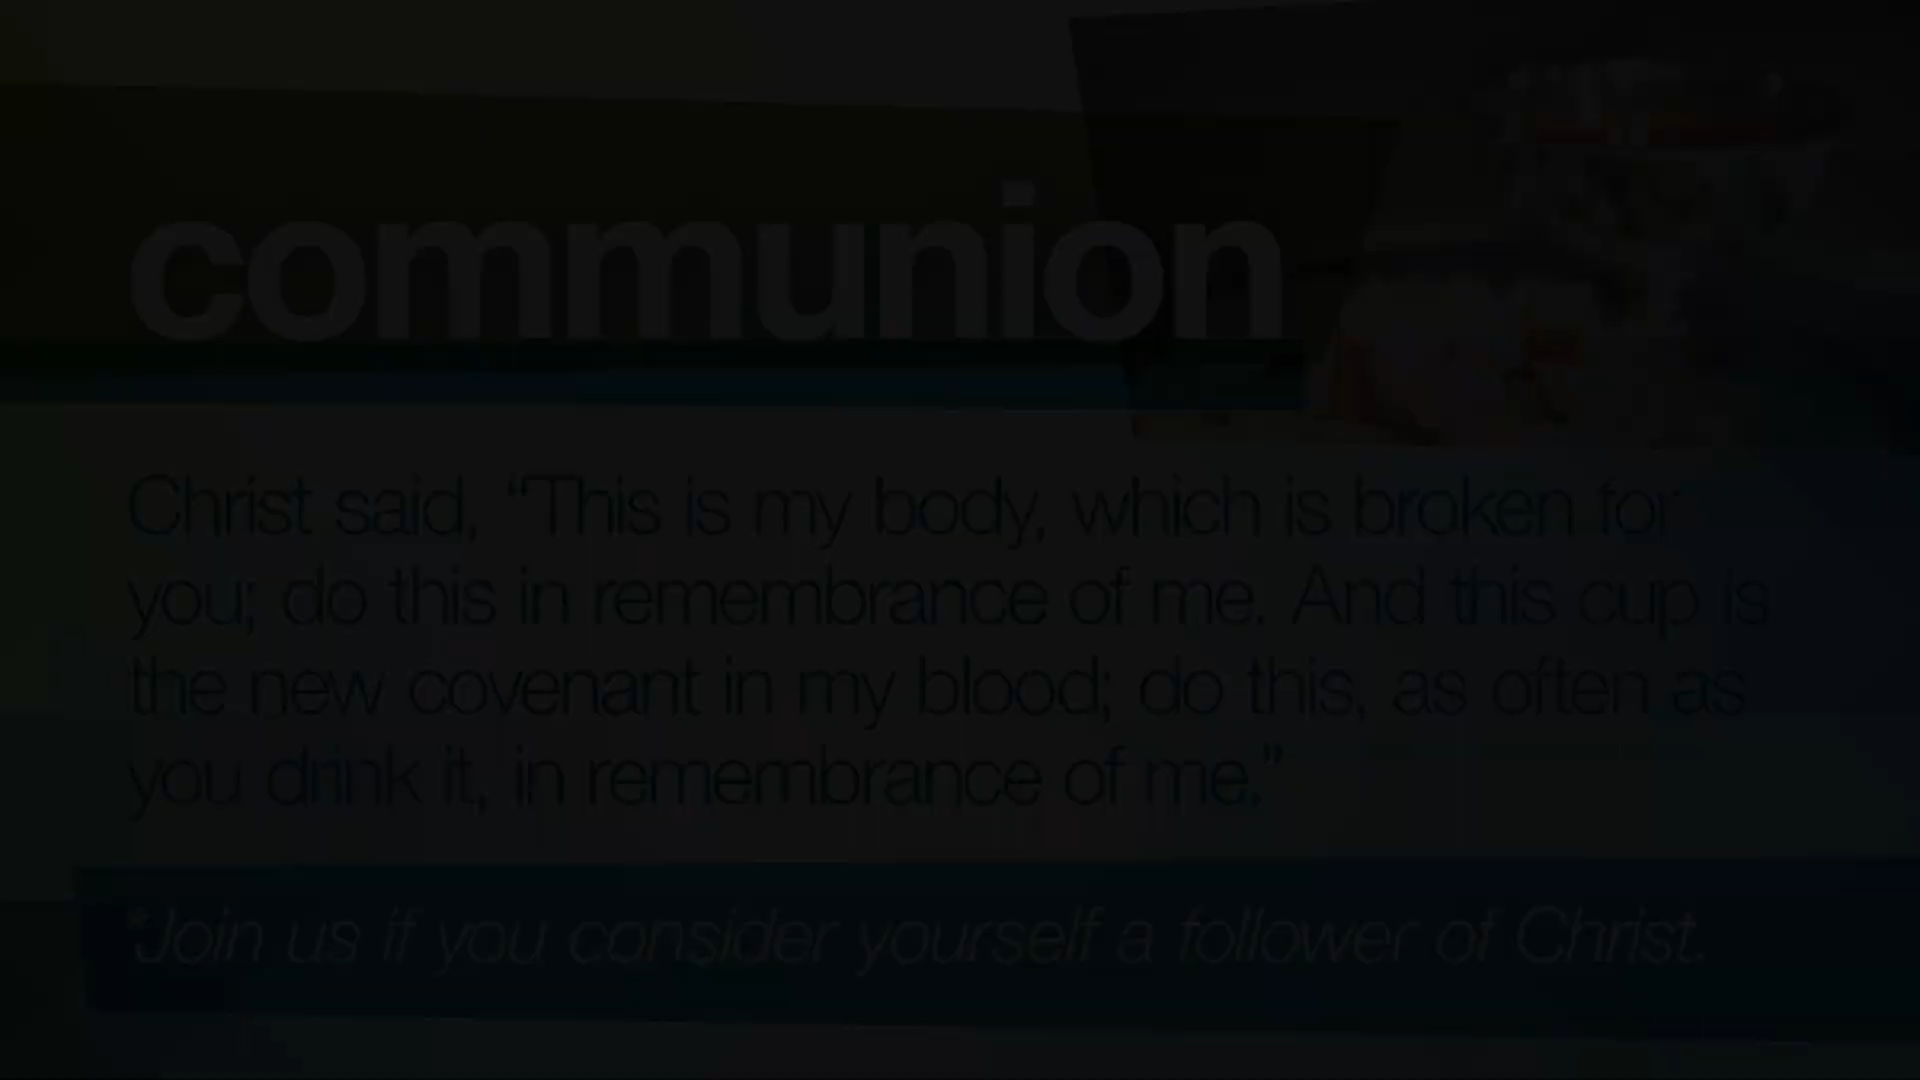 communion
Christ said, “This is my body, which is broken for
you; do this in remembrance of me. And this cup is
the new covenant in my blood; do this, as often as
you drink it, in remembrance of me.”
*Join us if you consider yourself a follower of Christ.